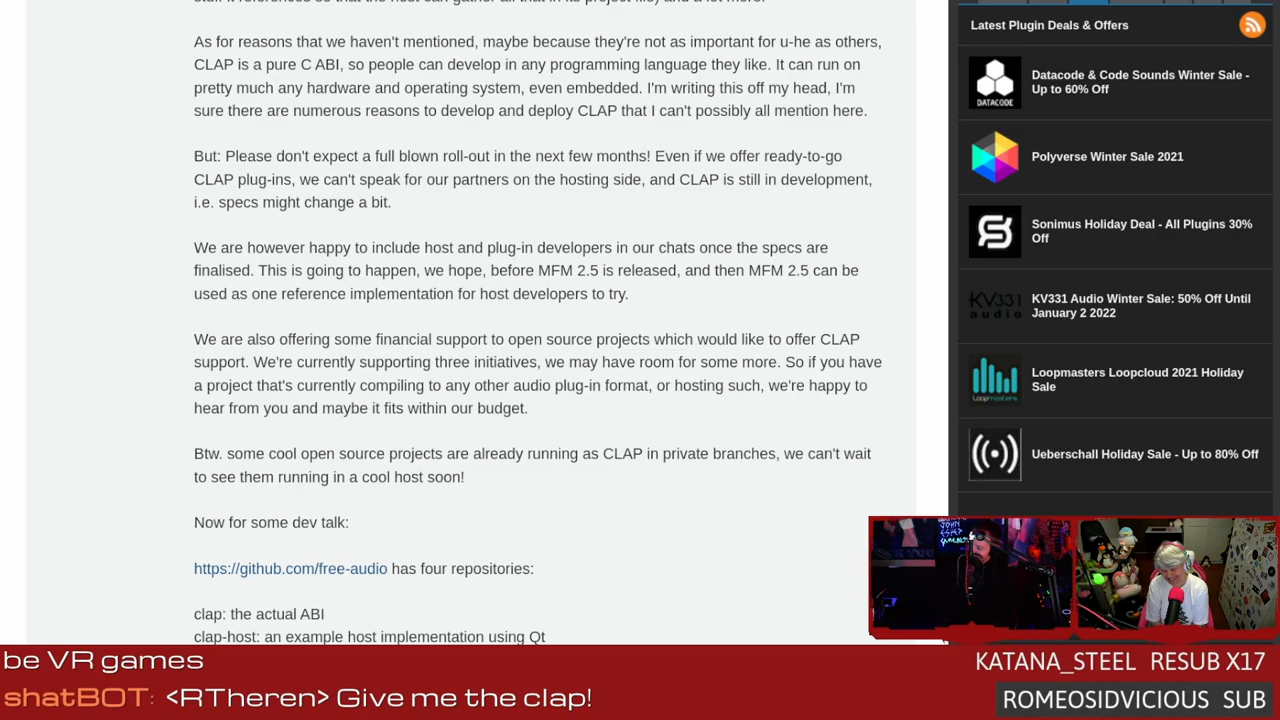 As for reasons that we haven't mentioned, maybe because they're not as important for u-he as others,
CLAP is a pure C ABI, so people can develop in any programming language they like. It can run on
pretty much any hardware and operating system, even embedded. I'm writing this off my head, I'm
sure there are numerous reasons to develop and deploy CLAP that I can't possibly all mention here.
But: Please don't expect a full blown roll-out in the next few months! Even if we offer ready-to-go
CLAP plug-ins, we can't speak for our partners on the hosting side, and CLAP is still in development,
i.e. specs might change a bit.
We are however happy to include host and plug-in developers in our chats once the specs are
finalised. This is going to happen, we hope, before MFM 2.5 is released, and then MFM 2.5 can be
used as one reference implementation for host developers to try.
We are also offering some financial support to open source projects which would like to offer CLAP
support. We're currently supporting three initiatives, we may have room for some more. So if you have
a project that's currently compiling to any other audio plug-in format, or hosting such, we're happy to
hear from you and maybe it fits within our budget.
Btw. some cool open source projects are already running as CLAP in private branches, we can't wait
to see them running in a cool host soon!
Now for some dev talk:
https://github.com/free-audio has four repositories:
clap: the actual ABI
clap-host: an example host implementation using Qt
Latest Plugin Deals & Offers
DATACODE
Datacode & Code Sounds Winter Sale -
Up to 60% Off
Polyverse Winter Sale 2021
Sonimus Holiday Deal - All Plugins 30%
Off
KV331
audio
KV331 Audio Winter Sale: 50% Off Until
January 2 2022
loopmasters
Loopmasters Loopcloud 2021 Holiday
Sale
Ueberschall Holiday Sale - Up to 80% Off
be VR games
shatBOT: <RTheren> Give me the clap!
KATANA_STEEL RESUB X17
ROMEOSIDVICIOUS SUB